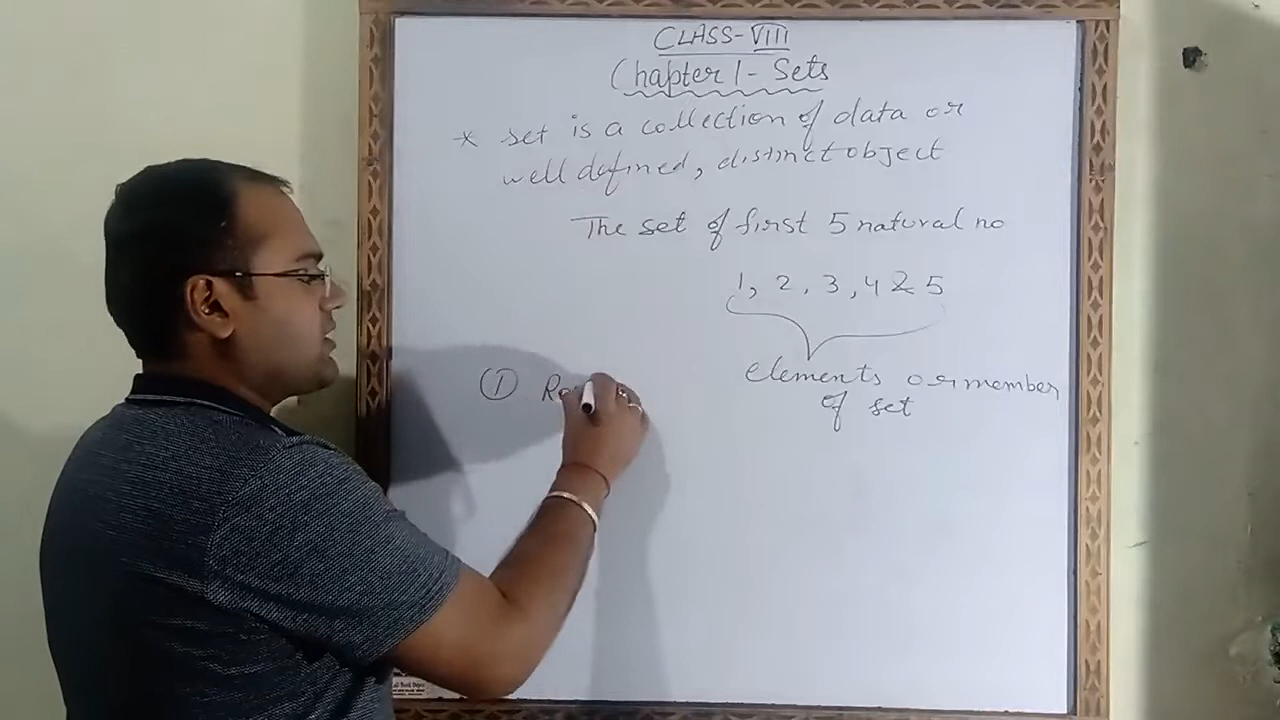 CLASS-VIII
Chapter 1 - Sets
* set is a collection of data or
well defined, distinct object
The set of first 5 natural no
1, 2, 3, 4 & 5
elements or member
of set
①